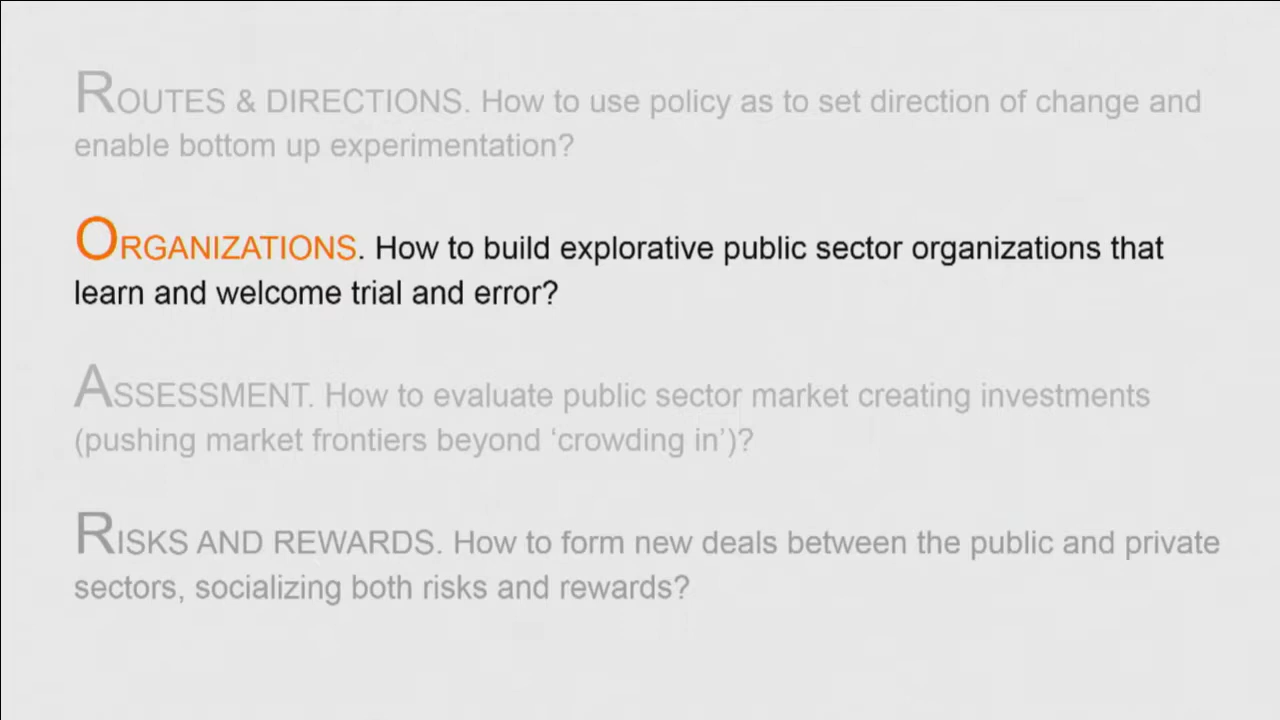 ROUTES & DIRECTIONS. How to use policy as to set direction of change and
enable bottom up experimentation?
ORGANIZATIONS. How to build explorative public sector organizations that
learn and welcome trial and error?
ASSESSMENT. How to evaluate public sector market creating investments
(pushing market frontiers beyond ‘crowding in’)?
RISKS AND REWARDS. How to form new deals between the public and private
sectors, socializing both risks and rewards?